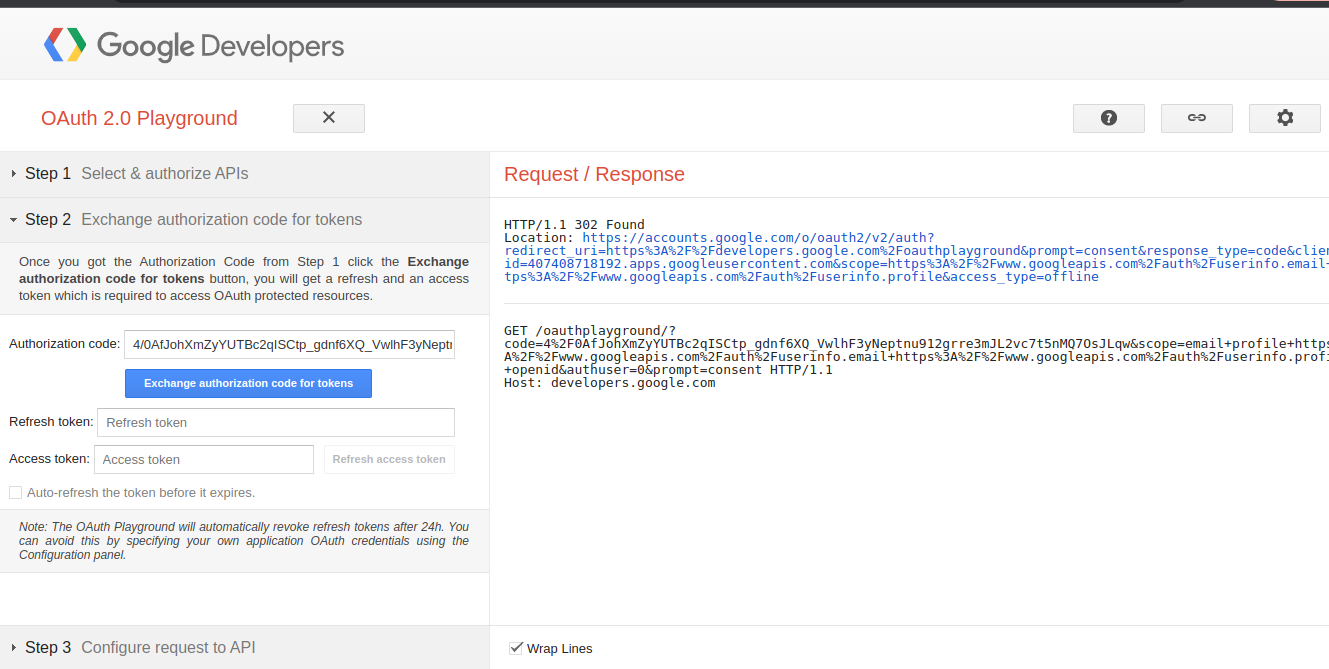 Google Developers
OAuth 2.0 Playground
Step 1 Select & authorize APIs
Step 2 Exchange authorization code for tokens
Once you got the Authorization Code from Step 1 click the Exchange
authorization code for tokens button, you will get a refresh and an access
token which is required to access OAuth protected resources.
Authorization code: 4/0AfJohXmZyYUTBc2qISCtp_gdnf6XQ_VwlhF3yNeptn
Exchange authorization code for tokens
Refresh token: Refresh token
Access token: Access token Refresh access token
Auto-refresh the token before it expires.
Note: The OAuth Playground will automatically revoke refresh tokens after 24h. You
can avoid this by specifying your own application OAuth credentials using the
Configuration panel.
Step 3 Configure request to API
Request / Response
HTTP/1.1 302 Found
Location: https://accounts.google.com/o/oauth2/v2/auth?
redirect_uri=https%3A%2F%2Fdevelopers.google.com%2Foauthplayground&prompt=consent&response_type=code&clien
id=407408718192.apps.googleusercontent.com&scope=https%3A%2F%2Fwww.googleapis.com%2Fauth%2Fuserinfo.email+
tps%3A%2F%2Fwww.googleapis.com%2Fauth%2Fuserinfo.profile&access_type=offline
GET /oauthplayground/?
code=4%2F0AfJohXmZyYUTBc2qISCtp_gdnf6XQ_VwlhF3yNeptnu912grre3mJL2vc7t5nMQ7OsJLqw&scope=email+profile+https
A%2F%2Fwww.googleapis.com%2Fauth%2Fuserinfo.email+https%3A%2F%2Fwww.googleapis.com%2Fauth%2Fuserinfo.profi
+openid&authuser=0&prompt=consent HTTP/1.1
Host: developers.google.com
Wrap Lines